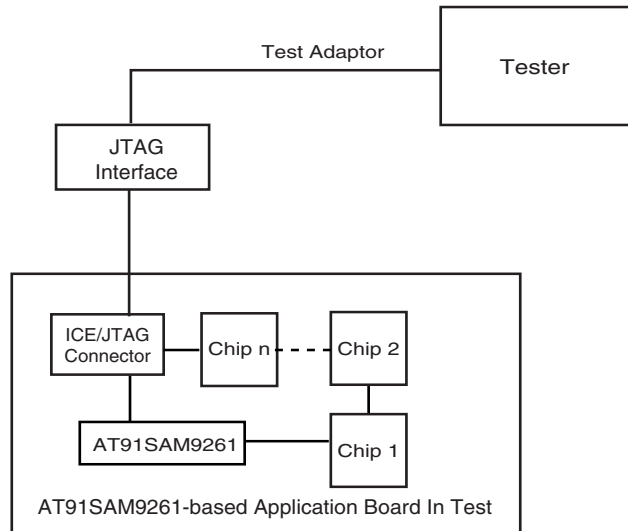 Test Adaptor
Tester
JTAG
Interface
ICE/JTAG
Connector
Chip n
Chip 2
AT91SAM9261
Chip 1
AT91SAM9261-based Application Board In Test